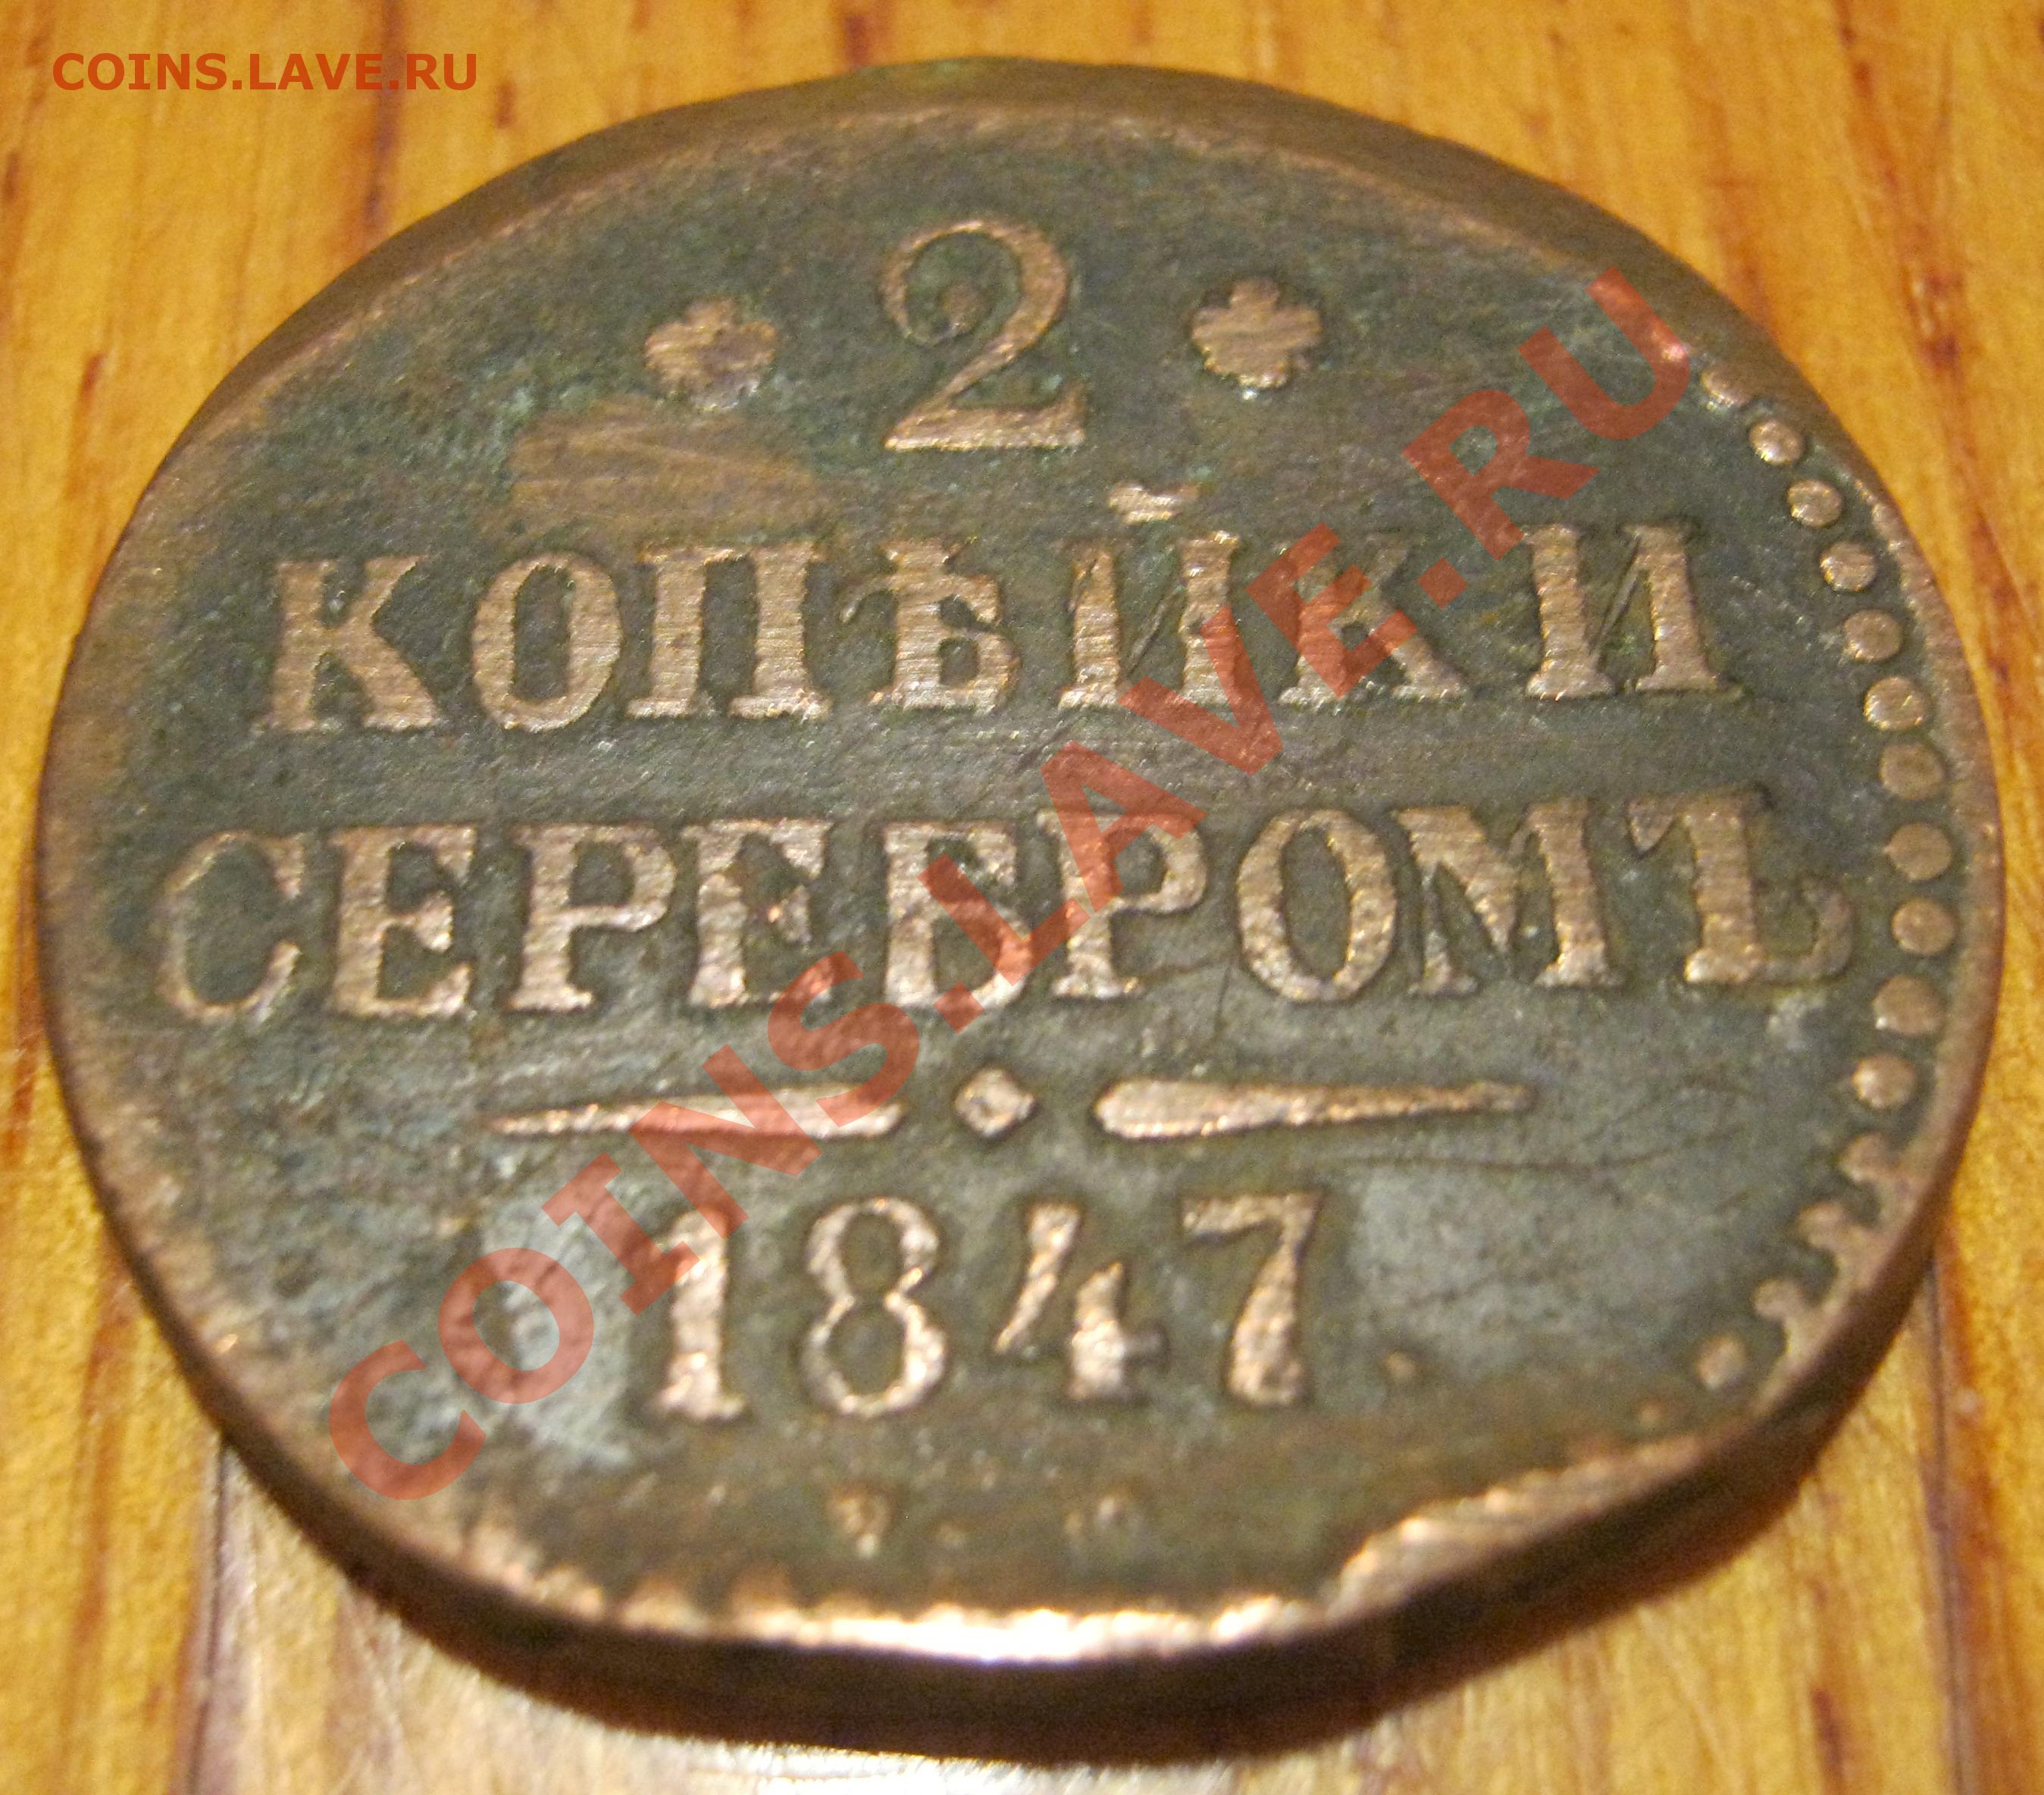 COINS.LAVE.RU
2
КОПѢЙКИ
СЕРЕБРОМЪ
1847.
COINS.LAVE.RU